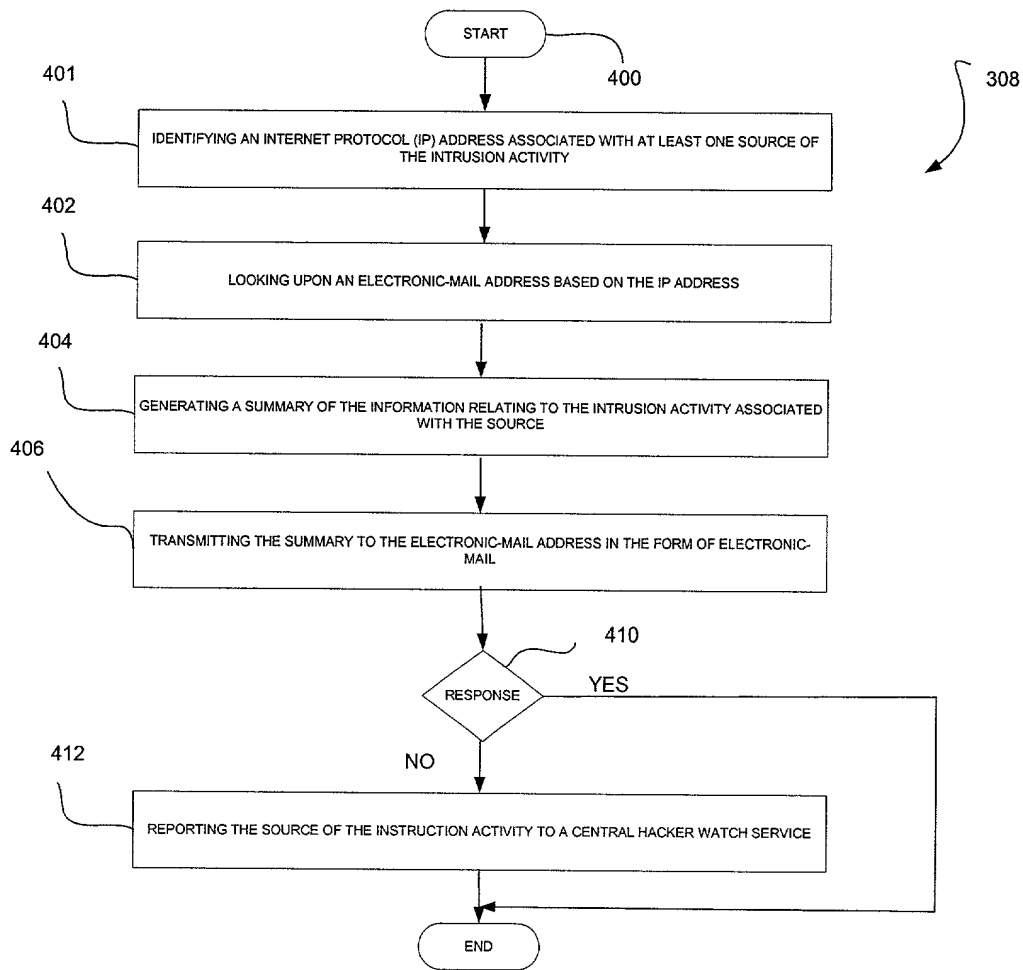 START
400
308
401
IDENTIFYING AN INTERNET PROTOCOL (IP) ADDRESS ASSOCIATED WITH AT LEAST ONE SOURCE OF
THE INTRUSION ACTIVITY
402
LOOKING UPON AN ELECTRONIC-MAIL ADDRESS BASED ON THE IP ADDRESS
404
GENERATING A SUMMARY OF THE INFORMATION RELATING TO THE INTRUSION ACTIVITY ASSOCIATED
WITH THE SOURCE
406
TRANSMITTING THE SUMMARY TO THE ELECTRONIC-MAIL ADDRESS IN THE FORM OF ELECTRONIC-
MAIL
410
RESPONSE
YES
NO
412
REPORTING THE SOURCE OF THE INSTRUCTION ACTIVITY TO A CENTRAL HACKER WATCH SERVICE
END